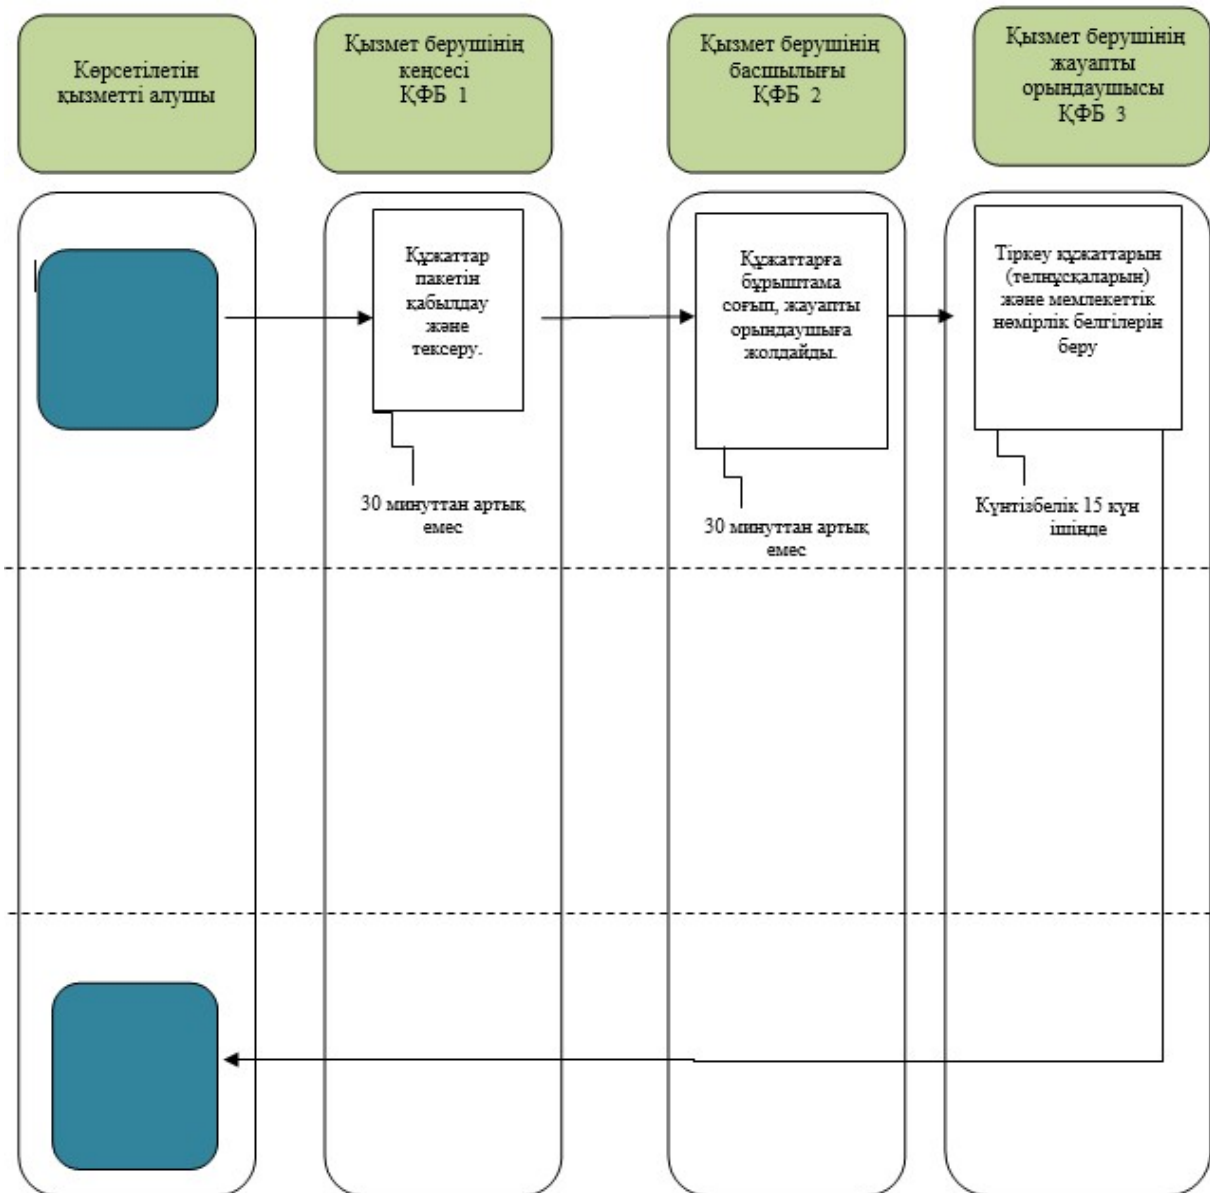 Көрсетілетін
қызметті алушы
Қызмет берушінің
кеңсесі
ҚФБ 1
Қызмет берушінің
басшылығы
ҚФБ 2
Қызмет берушінің
жауапты
орындаушысы
ҚФБ 3
Құжаттар
пакетін
қабылдау
және
тексеру.
Құжаттарға
бұрыштама
соғып, жауапты
орындаушыға
жолдайды.
Тіркеу құжаттарын
(телнұсқаларын)
және мемлекеттік
нөмірлік белгілерін
беру
30 минуттан артық
емес
30 минуттан артық
емес
Күнтізбелік 15 күн
ішінде